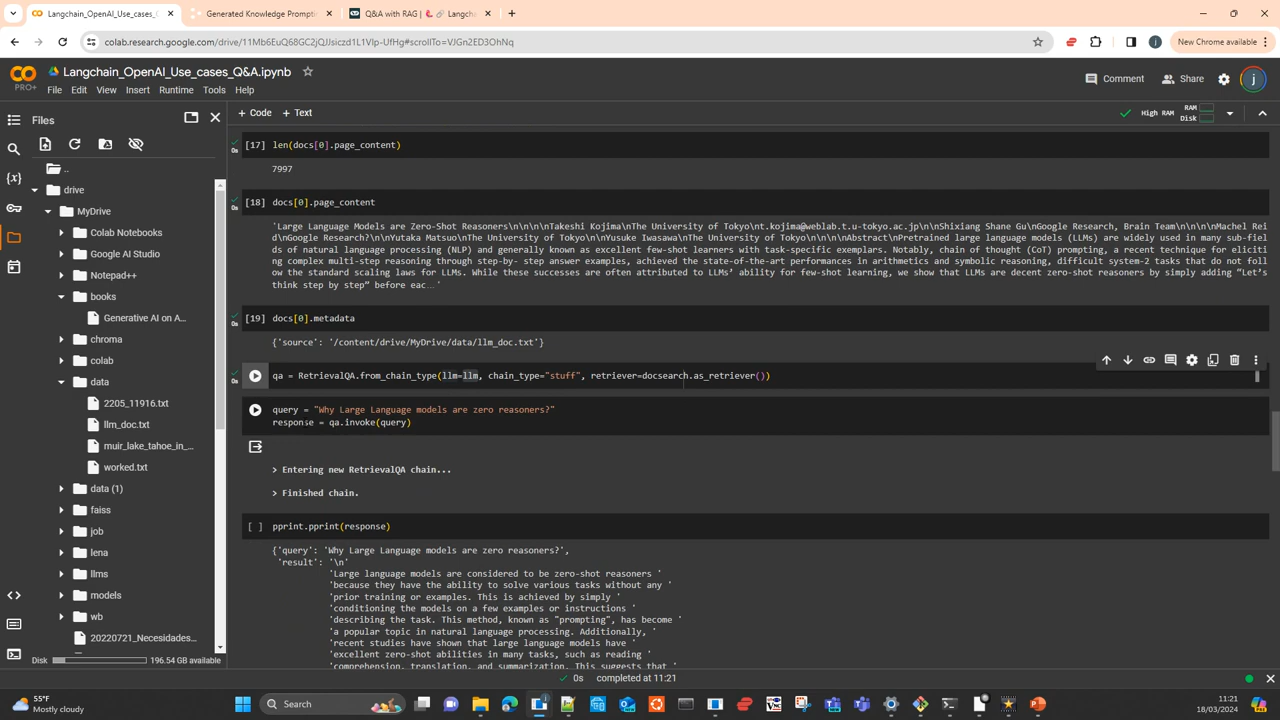 Langchain_OpenAI_Use_cases_Q&A
Generated Knowledge Promptin
Q&A with RAG | 🦜️🔗 Langchain
colab.research.google.com/drive/11Mb6EuQ68GC2jQJJsiczd1L1VIp-UfHg#scrollTo=VJGn2ED3OhNq
New Chrome available
PRO+
Langchain_OpenAI_Use_cases_Q&A.ipynb
File Edit View Insert Runtime Tools Help
Comment
Share
j
Files
+ Code + Text
High RAM
RAM
Disk
..
drive
MyDrive
Colab Notebooks
Google AI Studio
Notepad++
books
Generative AI on A...
chroma
colab
data
2205_11916.txt
llm_doc.txt
muir_lake_tahoe_in_...
worked.txt
data (1)
faiss
job
lena
llms
models
wb
20220721_Necesidades...
Disk 196.54 GB available
[17] len(docs[0].page_content)
0s
7997
[18] docs[0].page_content
0s
'Large Language Models are Zero-Shot Reasoners\n\n\n\nTakeshi Kojima\nThe University of Tokyo\nt.kojima@weblab.t.u-tokyo.ac.jp\n\nShixiang Shane Gu\nGoogle Research, Brain Team\n\n\n\nMachel Rei
d\nGoogle Research?\n\nYutaka Matsuo\nThe University of Tokyo\n\nYusuke Iwasawa\nThe University of Tokyo\n\n\n\nAbstract\nPretrained large language models (LLMs) are widely used in many sub-fiel
ds of natural language processing (NLP) and generally known as excellent few-shot learners with task-specific exemplars. Notably, chain of thought (CoT) prompting, a recent technique for eliciti
ng complex multi-step reasoning through step-by- step answer examples, achieved the state-of-the-art performances in arithmetics and symbolic reasoning, difficult system-2 tasks that do not foll
ow the standard scaling laws for LLMs. While these successes are often attributed to LLMs' ability for few-shot learning, we show that LLMs are decent zero-shot reasoners by simply adding “Let’s
think step by step” before eac…'
[19] docs[0].metadata
0s
{'source': '/content/drive/MyDrive/data/llm_doc.txt'}
qa = RetrievalQA.from_chain_type(llm=llm, chain_type="stuff", retriever=docsearch.as_retriever())
0s
query = "Why Large Language models are zero reasoners?"
response = qa.invoke(query)
> Entering new RetrievalQA chain...
> Finished chain.
[ ] pprint.pprint(response)
{'query': 'Why Large Language models are zero reasoners?',
'result': '\n'
'Large language models are considered to be zero-shot reasoners '
'because they have the ability to solve various tasks without any '
'prior training or examples. This is achieved by simply '
'conditioning the models on a few examples or instructions '
'describing the task. This method, known as "prompting", has become '
'a popular topic in natural language processing. Additionally, '
'recent studies have shown that large language models have '
'excellent zero-shot abilities in many tasks, such as reading '
'comprehension, translation, and summarization. This suggests that '
0s completed at 11:21
55°F
Mostly cloudy
Search
11:21
18/03/2024